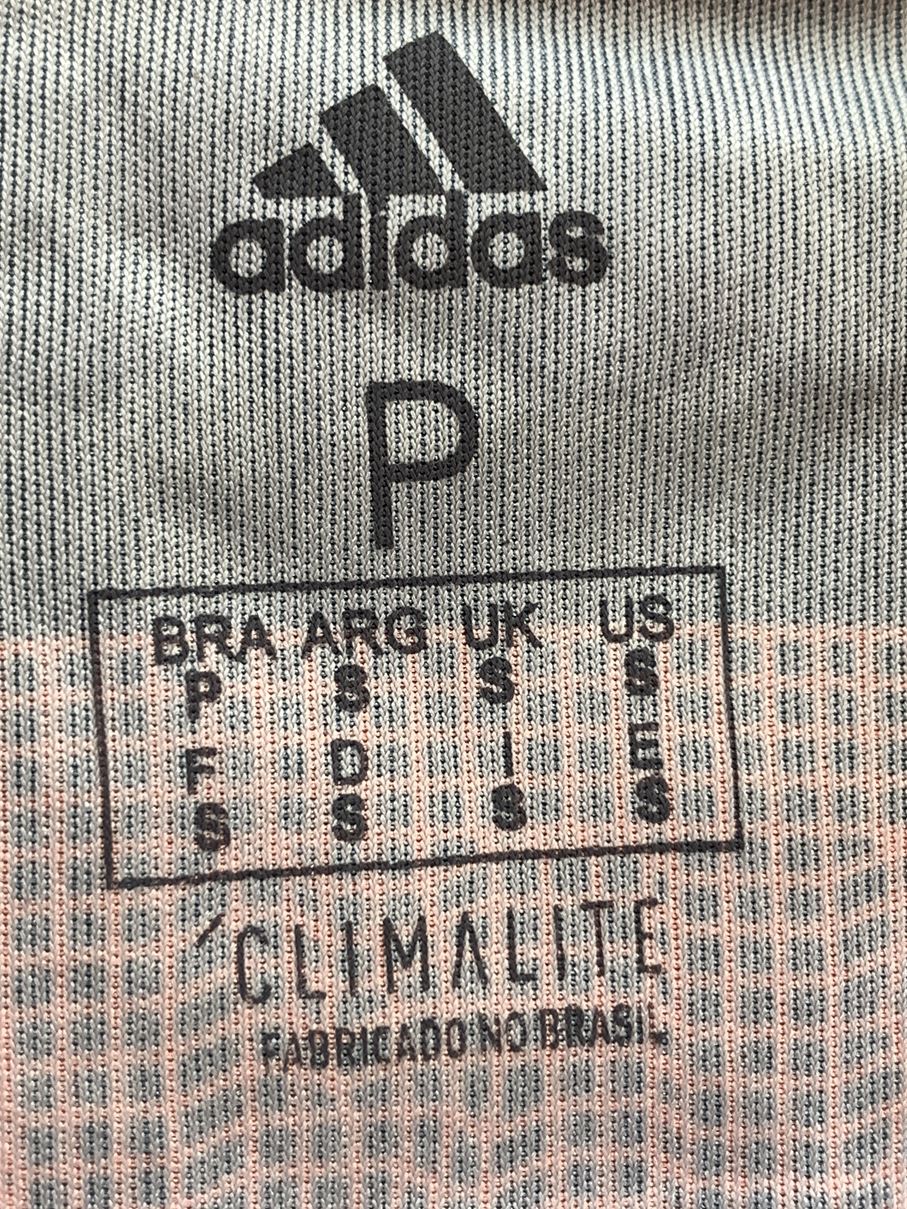 adidas
P
BRA ARG UK US
P S S S
F D I E
S S S S
CLIMALITE
FABRICADO NO BRASIL